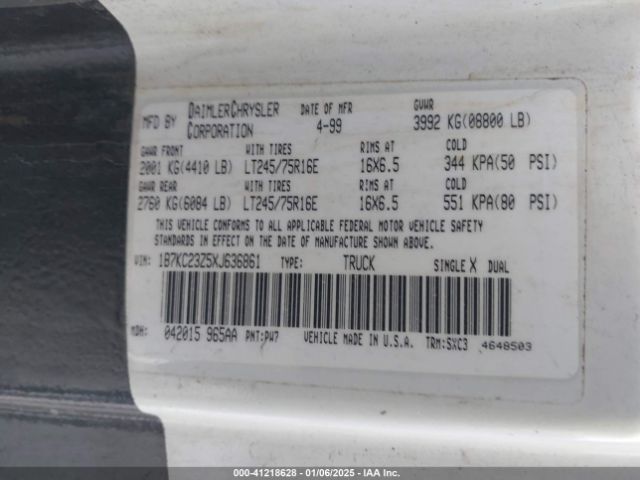 MFD BY DAIMLERCHRYSLER CORPORATION DATE OF MFR 4-99 GVWR 3992 KG(08800 LB)
GAWR FRONT WITH TIRES RIMS AT COLD
2001 KG(4410 LB) LT245/75R16E 16X6.5 344 KPA(50 PSI)
GAWR REAR WITH TIRES RIMS AT COLD
2760 KG(6084 LB) LT245/75R16E 16X6.5 551 KPA(80 PSI)
THIS VEHICLE CONFORMS TO ALL APPLICABLE FEDERAL MOTOR VEHICLE SAFETY
STANDARDS IN EFFECT ON THE DATE OF MANUFACTURE SHOWN ABOVE
VIN: 1B7KC23Z5XJ636861 TYPE: TRUCK SINGLE X DUAL
MDH: 042015 965AA PNT:PW7 VEHICLE MADE IN U.S.A. TRM:SXC3 4648503
000-41218628 - 01/06/2025 - IAA Inc.